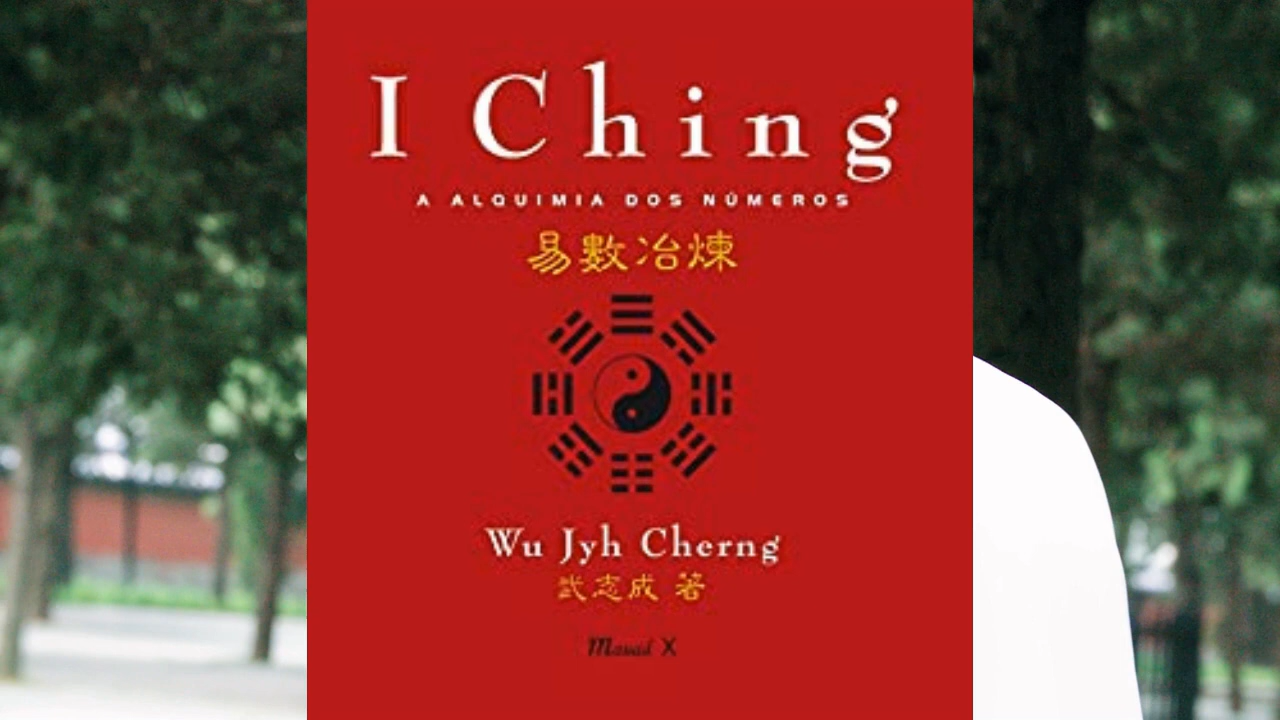 I Ching
A ALQUIMIA DOS NÚMEROS
易數冶煉
Wu Jyh Cherng
武志成 著
Mauad X